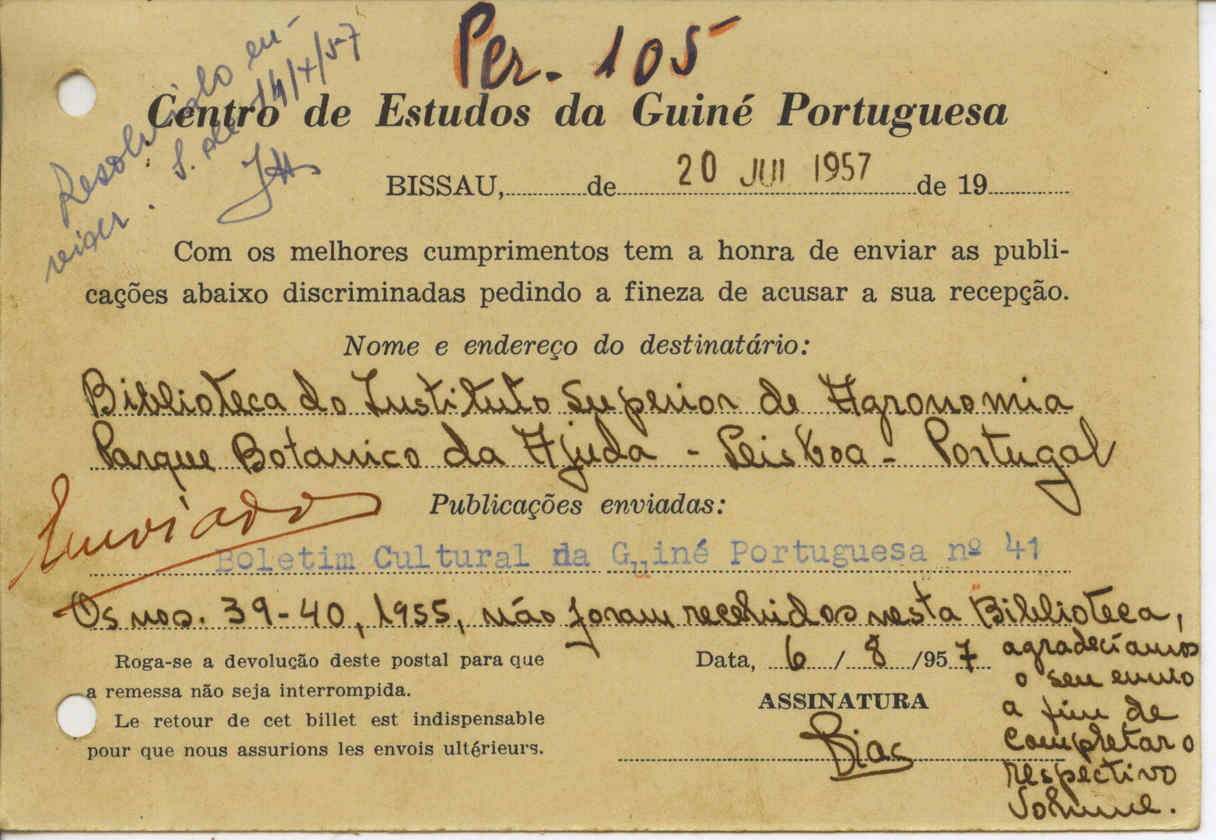 Per. 105
Resolvido en-
viar.
S. de 14/4/57
Centro de Estudos da Guiné Portuguesa
BISSAU, de 20 JUL 1957 de 19
Com os melhores cumprimentos tem a honra de enviar as publi-
cações abaixo discriminadas pedindo a fineza de acusar a sua recepção.
Nome e endereço do destinatário:
Biblioteca do Instituto Superior de Agronomia
Parque Botanico da Ajuda - Lisboa - Portugal
Enviado
Publicações enviadas:
Boletim Cultural da Guiné Portuguesa nº 41
Os nos. 39-40, 1955, não foram recebidos nesta Biblioteca,
agradecíamos
o seu envio
a fim de
completar o
respectivo
volume.
Roga-se a devolução deste postal para que
a remessa não seja interrompida.
Le retour de cet billet est indispensable
pour que nous assurions les envois ultérieurs.
Data, 6 / 8 /957
ASSINATURA